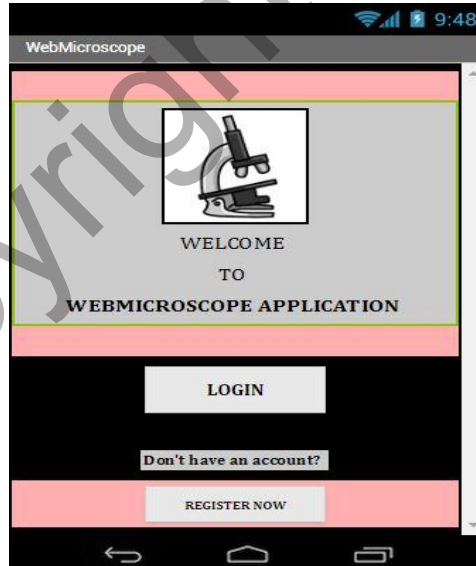 9:48
WebMicroscope
WELCOME
TO
WEBMICROSCOPE APPLICATION
LOGIN
Don't have an account?
REGISTER NOW